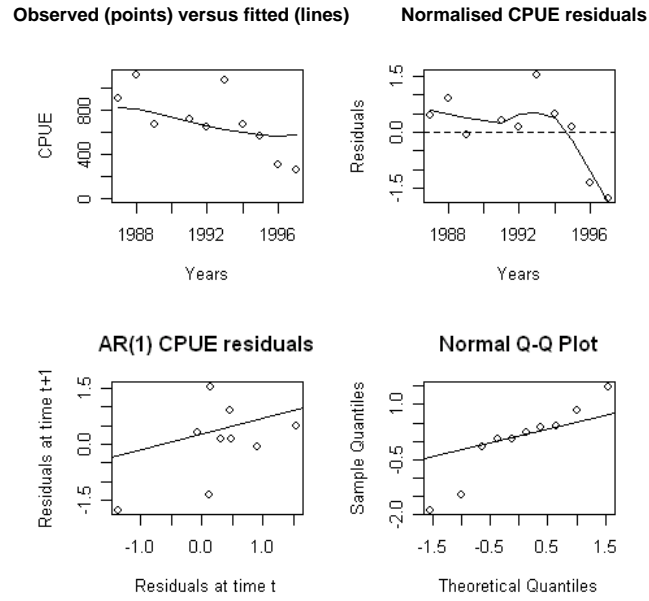 Observed (points) versus fitted (lines)
Normalised CPUE residuals
CPUE
0 400 800
1988 1992 1996
Years
Residuals
-1.5 0.0 1.5
1988 1992 1996
Years
AR(1) CPUE residuals
Normal Q-Q Plot
Residuals at time t+1
-1.5 0.0 1.5
-1.0 0.0 1.0
Residuals at time t
Sample Quantiles
-2.0 -0.5 1.0
-1.5 -0.5 0.5 1.5
Theoretical Quantiles